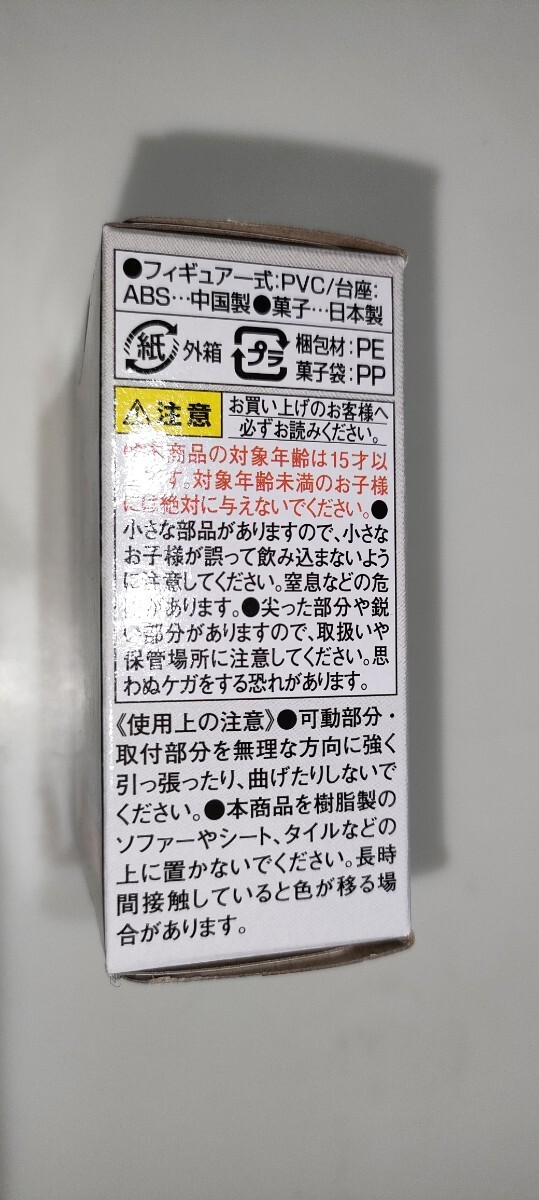 ●フィギュア一式:PVC/台座:
ABS…中国製●菓子…日本製
紙 外箱 プラ 梱包材:PE
菓子袋:PP
⚠注意 お買い上げのお客様へ
必ずお読みください。
商品の対象年齢は15才以
す。対象年齢未満のお子様
には絶対に与えないでください。●
小さな部品がありますので、小さな
お子様が誤って飲み込まないよう
に注意してください。窒息などの危
があります。●尖った部分や鋭
い部分がありますので、取扱いや
保管場所に注意してください。思
わぬケガをする恐れがあります。
《使用上の注意》●可動部分・
取付部分を無理な方向に強く
引っ張ったり、曲げたりしないで
ください。●本商品を樹脂製の
ソファーやシート、タイルなどの
上に置かないでください。長時
間接触していると色が移る場
合があります。